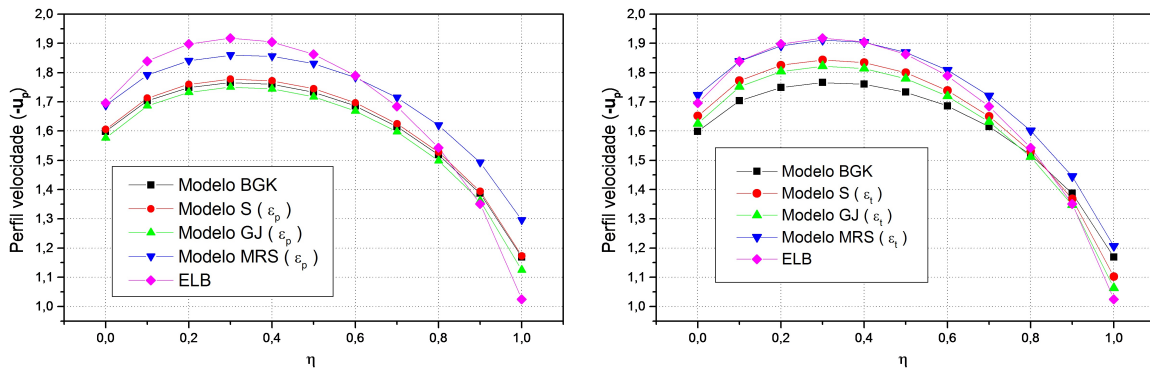 2,0
1,9
1,8
1,7
1,6
1,5
1,4
1,3
1,2
1,1
1,0
Perfil velocidade (-uₚ)
Modelo BGK
Modelo S ( εₚ )
Modelo GJ ( εₚ )
Modelo MRS ( εₚ )
ELB
0,0 0,2 0,4 0,6 0,8 1,0
η
2,0
1,9
1,8
1,7
1,6
1,5
1,4
1,3
1,2
1,1
1,0
Perfil velocidade (-uₚ)
Modelo BGK
Modelo S ( εₜ )
Modelo GJ ( εₜ )
Modelo MRS ( εₜ )
ELB
0,0 0,2 0,4 0,6 0,8 1,0
η